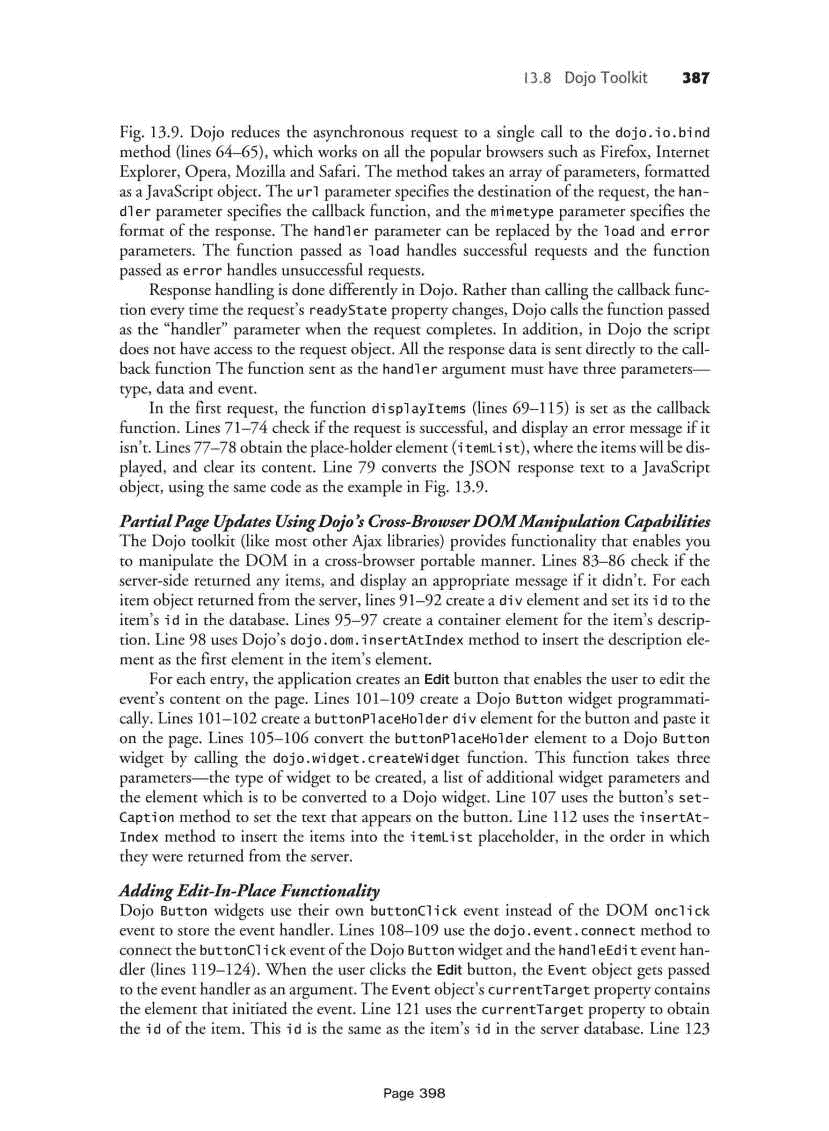 13.8 Dojo Toolkit 387
Fig. 13.9. Dojo reduces the asynchronous request to a single call to the dojo.io.bind
method (lines 64–65), which works on all the popular browsers such as Firefox, Internet
Explorer, Opera, Mozilla and Safari. The method takes an array of parameters, formatted
as a JavaScript object. The url parameter specifies the destination of the request, the han-
dler parameter specifies the callback function, and the mimetype parameter specifies the
format of the response. The handler parameter can be replaced by the load and error
parameters. The function passed as load handles successful requests and the function
passed as error handles unsuccessful requests.
Response handling is done differently in Dojo. Rather than calling the callback func-
tion every time the request's readyState property changes, Dojo calls the function passed
as the “handler” parameter when the request completes. In addition, in Dojo the script
does not have access to the request object. All the response data is sent directly to the call-
back function The function sent as the handler argument must have three parameters—
type, data and event.
In the first request, the function displayItems (lines 69–115) is set as the callback
function. Lines 71–74 check if the request is successful, and display an error message if it
isn't. Lines 77–78 obtain the place-holder element (itemList), where the items will be dis-
played, and clear its content. Line 79 converts the JSON response text to a JavaScript
object, using the same code as the example in Fig. 13.9.
Partial Page Updates Using Dojo's Cross-Browser DOM Manipulation Capabilities
The Dojo toolkit (like most other Ajax libraries) provides functionality that enables you
to manipulate the DOM in a cross-browser portable manner. Lines 83–86 check if the
server-side returned any items, and display an appropriate message if it didn't. For each
item object returned from the server, lines 91–92 create a div element and set its id to the
item's id in the database. Lines 95–97 create a container element for the item's descrip-
tion. Line 98 uses Dojo's dojo.dom.insertAtIndex method to insert the description ele-
ment as the first element in the item's element.
For each entry, the application creates an Edit button that enables the user to edit the
event's content on the page. Lines 101–109 create a Dojo Button widget programmati-
cally. Lines 101–102 create a buttonPlaceHolder div element for the button and paste it
on the page. Lines 105–106 convert the buttonPlaceHolder element to a Dojo Button
widget by calling the dojo.widget.createWidget function. This function takes three
parameters—the type of widget to be created, a list of additional widget parameters and
the element which is to be converted to a Dojo widget. Line 107 uses the button's set-
Caption method to set the text that appears on the button. Line 112 uses the insertAt-
Index method to insert the items into the itemList placeholder, in the order in which
they were returned from the server.
Adding Edit-In-Place Functionality
Dojo Button widgets use their own buttonClick event instead of the DOM onclick
event to store the event handler. Lines 108–109 use the dojo.event.connect method to
connect the buttonClick event of the Dojo Button widget and the handleEdit event han-
dler (lines 119–124). When the user clicks the Edit button, the Event object gets passed
to the event handler as an argument. The Event object's currentTarget property contains
the element that initiated the event. Line 121 uses the currentTarget property to obtain
the id of the item. This id is the same as the item's id in the server database. Line 123
Page 398